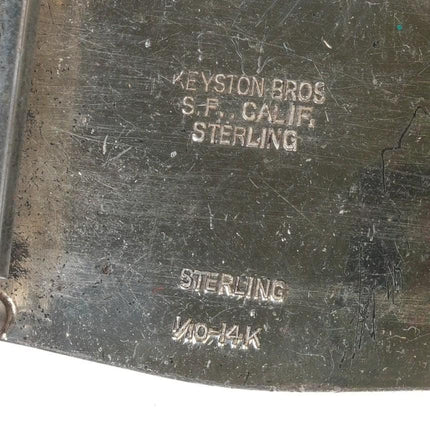 KEYSTON BROS
S.F., CALIF.
STERLING
STERLING
1/10-14K